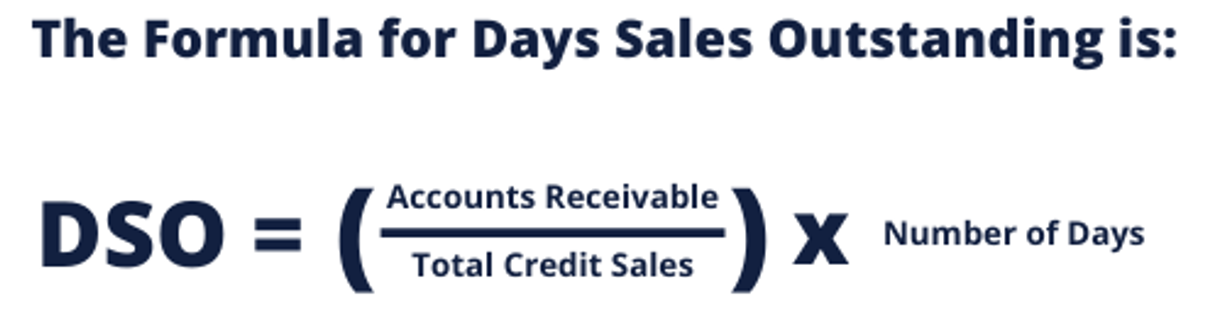 The Formula for Days Sales Outstanding is:
DSO = ( Accounts Receivable / Total Credit Sales ) x Number of Days